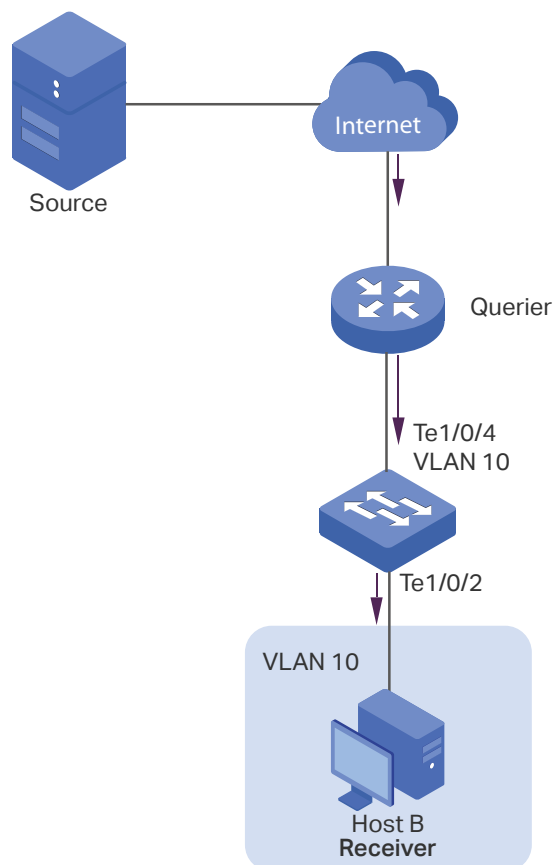 Internet
Source
Querier
Te1/0/4
VLAN 10
Te1/0/2
VLAN 10
Host B
Receiver